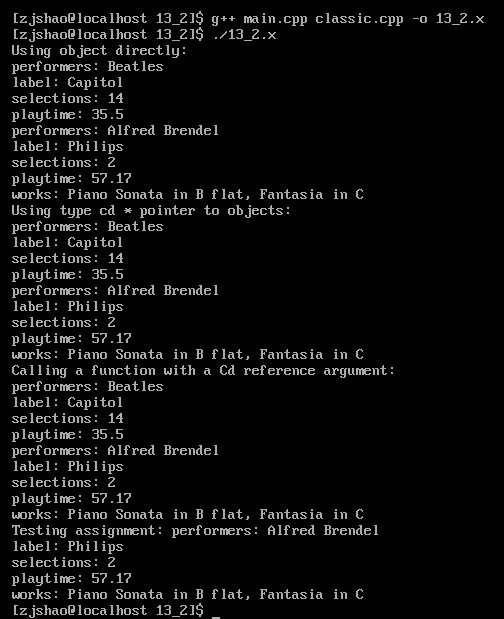 [zjshao@localhost 13_2]$ g++ main.cpp classic.cpp -o 13_2.x
[zjshao@localhost 13_2]$ ./13_2.x
Using object directly:
performers: Beatles
label: Capitol
selections: 14
playtime: 35.5
performers: Alfred Brendel
label: Philips
selections: 2
playtime: 57.17
works: Piano Sonata in B flat, Fantasia in C
Using type cd * pointer to objects:
performers: Beatles
label: Capitol
selections: 14
playtime: 35.5
performers: Alfred Brendel
label: Philips
selections: 2
playtime: 57.17
works: Piano Sonata in B flat, Fantasia in C
Calling a function with a Cd reference argument:
performers: Beatles
label: Capitol
selections: 14
playtime: 35.5
performers: Alfred Brendel
label: Philips
selections: 2
playtime: 57.17
works: Piano Sonata in B flat, Fantasia in C
Testing assignment: performers: Alfred Brendel
label: Philips
selections: 2
playtime: 57.17
works: Piano Sonata in B flat, Fantasia in C
[zjshao@localhost 13_2]$ _